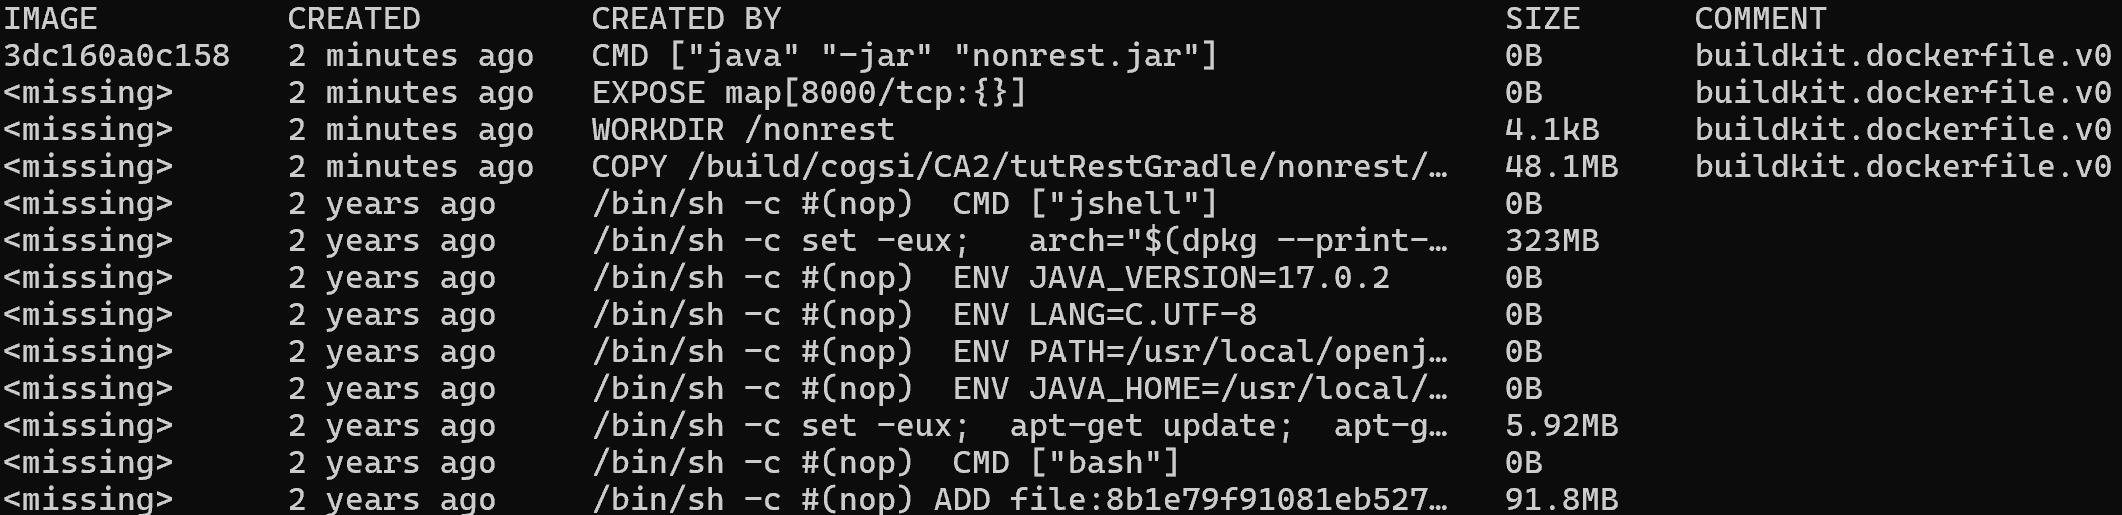 IMAGE          CREATED         CREATED BY                                      SIZE      COMMENT
3dc160a0c158   2 minutes ago   CMD ["java" "-jar" "nonrest.jar"]               0B        buildkit.dockerfile.v0
<missing>      2 minutes ago   EXPOSE map[8000/tcp:{}]                         0B        buildkit.dockerfile.v0
<missing>      2 minutes ago   WORKDIR /nonrest                                4.1kB     buildkit.dockerfile.v0
<missing>      2 minutes ago   COPY /build/cogsi/CA2/tutRestGradle/nonrest/…   48.1MB    buildkit.dockerfile.v0
<missing>      2 years ago     /bin/sh -c #(nop)  CMD ["jshell"]               0B
<missing>      2 years ago     /bin/sh -c set -eux;   arch="$(dpkg --print-…   323MB
<missing>      2 years ago     /bin/sh -c #(nop)  ENV JAVA_VERSION=17.0.2      0B
<missing>      2 years ago     /bin/sh -c #(nop)  ENV LANG=C.UTF-8             0B
<missing>      2 years ago     /bin/sh -c #(nop)  ENV PATH=/usr/local/openj…   0B
<missing>      2 years ago     /bin/sh -c #(nop)  ENV JAVA_HOME=/usr/local/…   0B
<missing>      2 years ago     /bin/sh -c set -eux;  apt-get update;  apt-g…   5.92MB
<missing>      2 years ago     /bin/sh -c #(nop)  CMD ["bash"]                 0B
<missing>      2 years ago     /bin/sh -c #(nop) ADD file:8b1e79f91081eb527…   91.8MB